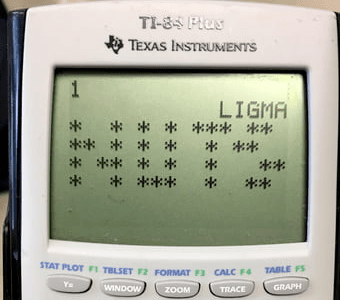 TI-84 Plus
TEXAS INSTRUMENTS
1
LIGMA
*  * * * *** **
** * * *  * **
* ** * *  *   **
*  * ***  *  **
STAT PLOT F1 TBLSET F2 FORMAT F3 CALC F4 TABLE F5
Y= WINDOW ZOOM TRACE GRAPH